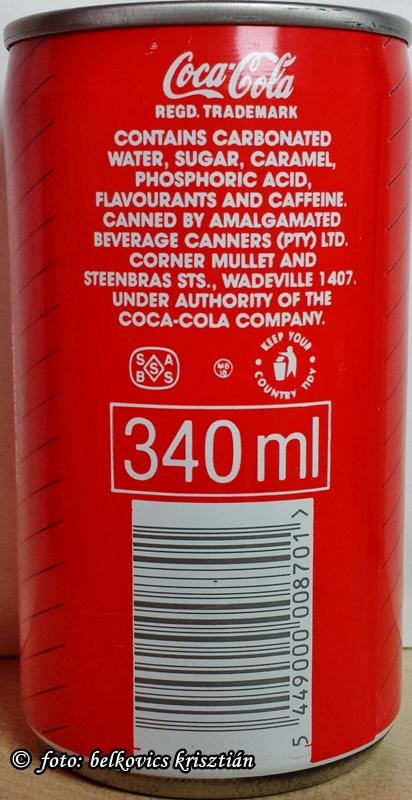 Coca-Cola
REGD. TRADEMARK
CONTAINS CARBONATED
WATER, SUGAR, CARAMEL,
PHOSPHORIC ACID,
FLAVOURANTS AND CAFFEINE.
CANNED BY AMALGAMATED
BEVERAGE CANNERS (PTY) LTD.
CORNER MULLET AND
STEENBRAS STS., WADEVILLE 1407.
UNDER AUTHORITY OF THE
COCA-COLA COMPANY.
S A
S
B S
MB
KEEP YOUR
COUNTRY TIDY
340 ml
5 449000 008701 >
© foto: belkovics krisztián